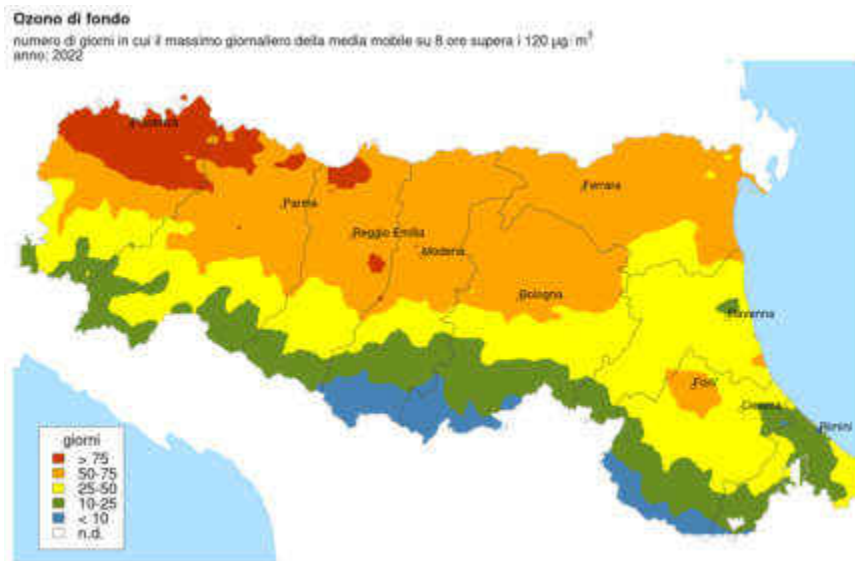 Ozono di fondo
numero di giorni in cui il massimo giornaliero della media mobile su 8 ore supera i 120 µg/m³
anno: 2022
Piacenza
Parma
Ferrara
Reggio Emilia
Modena
Bologna
Ravenna
Forlì
Cesena
Rimini
giorni
> 75
50-75
25-50
10-25
< 10
n.d.